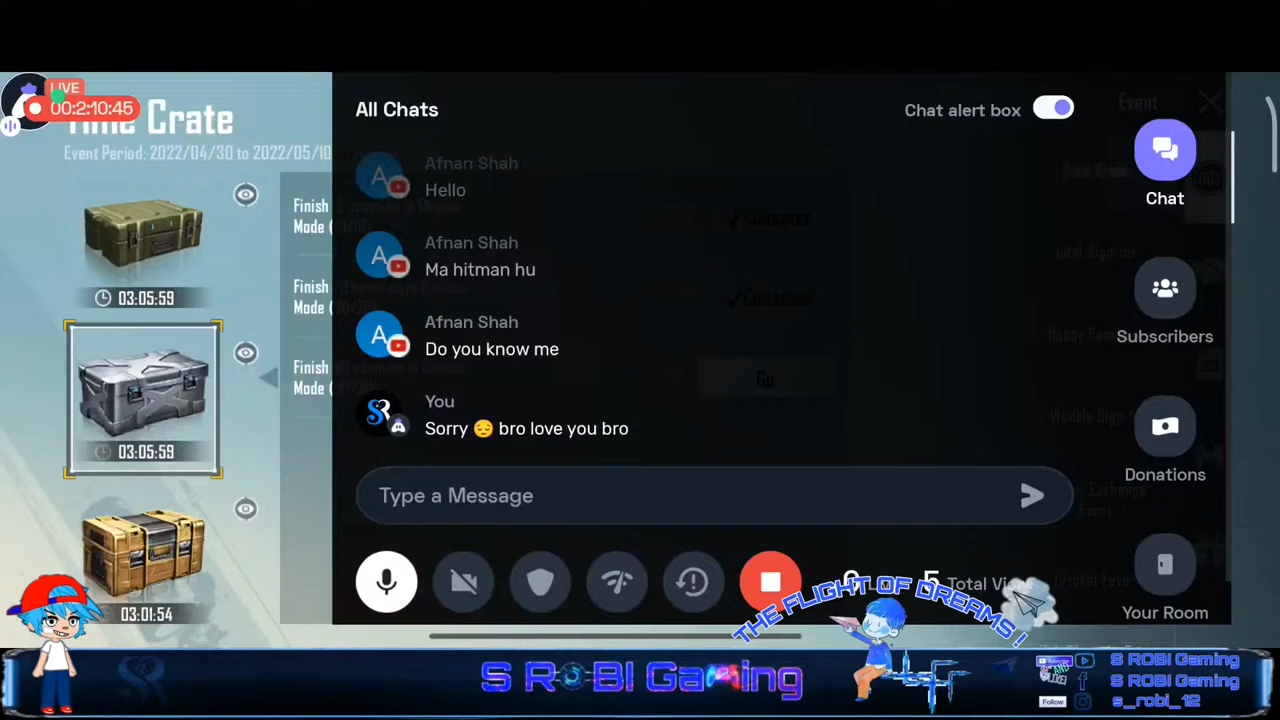 LIVE
00:2:10:45
Time Crate
Event Period: 2022/04/30 to 2022/05/10
03:05:59
03:05:59
03:01:54
Finish
Mode
Finish
Mode
Finish
Mode
All Chats
Chat alert box
Afnan Shah
Hello
Afnan Shah
Ma hitman hu
Afnan Shah
Do you know me
You
Sorry 😔 bro love you bro
Type a Message
5 Total Views
Event
Go
Chat
Subscribers
Donations
Your Room
THE FLIGHT OF DREAMS !
S ROBI GamiNG
S ROBI Gaming
S ROBI Gaming
s_robi_12
Follow